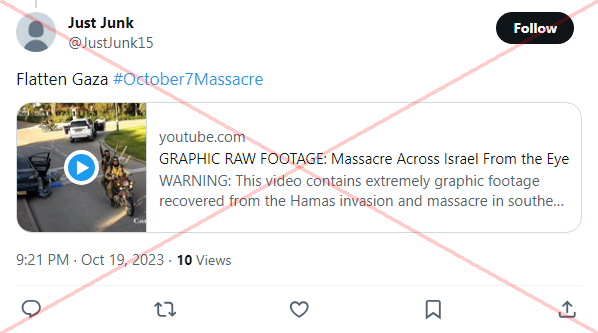 Just Junk
@JustJunk15
Follow
Flatten Gaza #October7Massacre
youtube.com
GRAPHIC RAW FOOTAGE: Massacre Across Israel From the Eye
WARNING: This video contains extremely graphic footage
recovered from the Hamas invasion and massacre in southe...
9:21 PM · Oct 19, 2023 · 10 Views